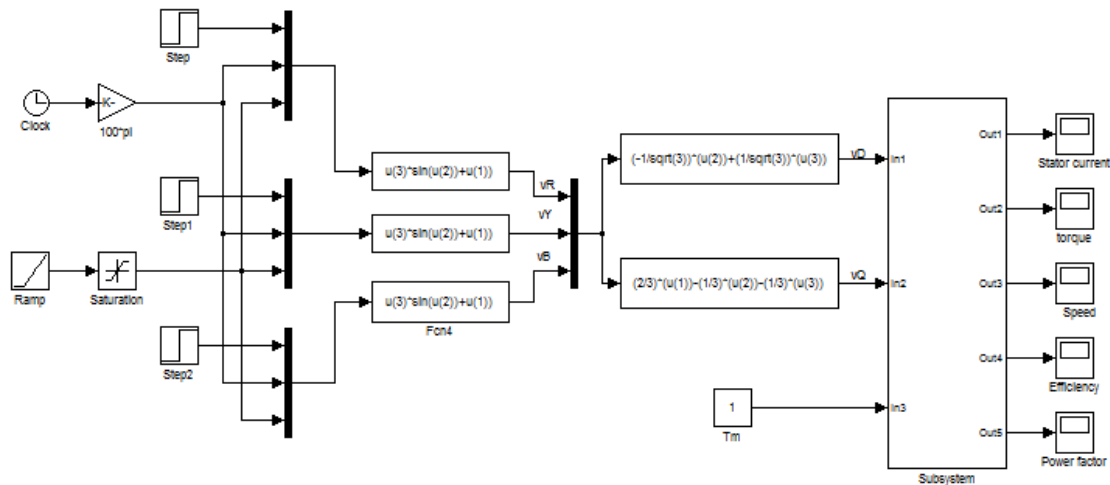 Step
Clock
-K-
100*pi
Step1
Ramp
Saturation
Step2
u(3)*sin(u(2))+u(1))
u(3)*sin(u(2))+u(1))
u(3)*sin(u(2))+u(1))
Fcn4
vR
vY
vB
(-1/sqrt(3))*(u(2))+(1/sqrt(3))*(u(3))
vD
(2/3)*(u(1))-(1/3)*(u(2))-(1/3)*(u(3))
vQ
1
Tm
In1
In2
In3
Out1
Out2
Out3
Out4
Out5
Subsystem
Stator current
torque
Speed
Efficiency
Power factor